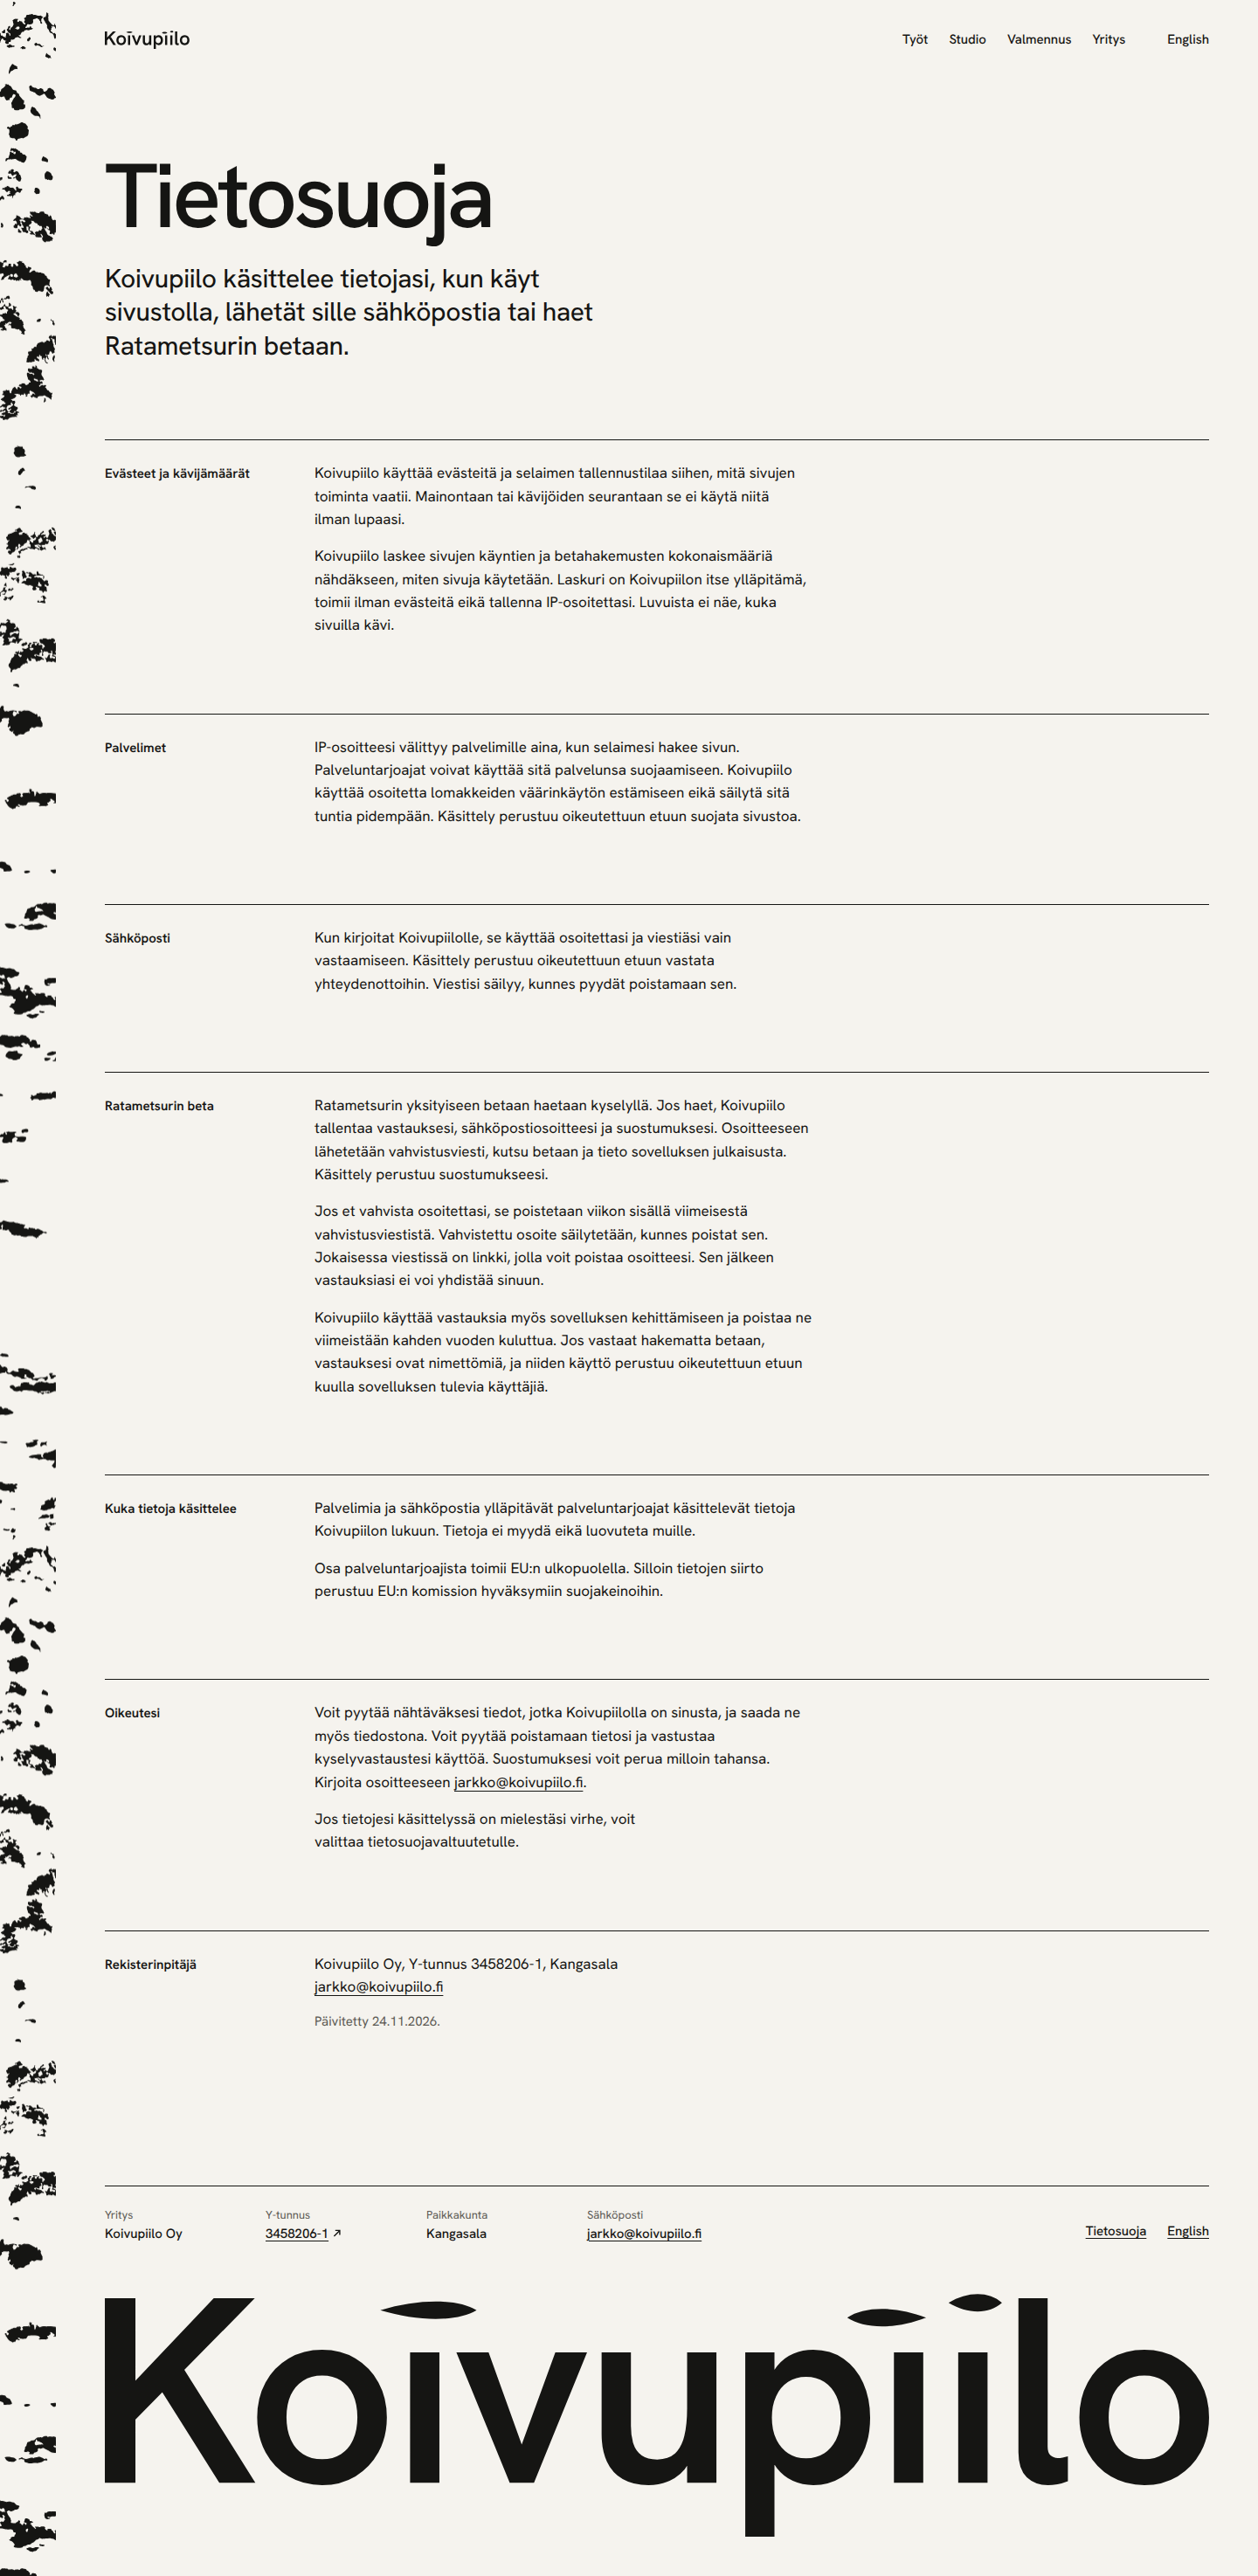 Koivupiilo
Työt Studio Valmennus Yritys English
Tietosuoja
Koivupiilo käsittelee tietojasi, kun käyt
sivustolla, lähetät sille sähköpostia tai haet
Ratametsurin betaan.
Evästeet ja kävijämäärät
Koivupiilo käyttää evästeitä ja selaimen tallennustilaa siihen, mitä sivujen
toiminta vaatii. Mainontaan tai kävijöiden seurantaan se ei käytä niitä
ilman lupaasi.
Koivupiilo laskee sivujen käyntien ja betahakemusten kokonaismääriä
nähdäkseen, miten sivuja käytetään. Laskuri on Koivupiilon itse ylläpitämä,
toimii ilman evästeitä eikä tallenna IP-osoitettasi. Luvuista ei näe, kuka
sivuilla kävi.
Palvelimet
IP-osoitteesi välittyy palvelimille aina, kun selaimesi hakee sivun.
Palveluntarjoajat voivat käyttää sitä palvelunsa suojaamiseen. Koivupiilo
käyttää osoitetta lomakkeiden väärinkäytön estämiseen eikä säilytä sitä
tuntia pidempään. Käsittely perustuu oikeutettuun etuun suojata sivustoa.
Sähköposti
Kun kirjoitat Koivupiilolle, se käyttää osoitettasi ja viestiäsi vain
vastaamiseen. Käsittely perustuu oikeutettuun etuun vastata
yhteydenottoihin. Viestisi säilyy, kunnes pyydät poistamaan sen.
Ratametsurin beta
Ratametsurin yksityiseen betaan haetaan kyselyllä. Jos haet, Koivupiilo
tallentaa vastauksesi, sähköpostiosoitteesi ja suostumuksesi. Osoitteeseen
lähetetään vahvistusviesti, kutsu betaan ja tieto sovelluksen julkaisusta.
Käsittely perustuu suostumukseesi.
Jos et vahvista osoitettasi, se poistetaan viikon sisällä viimeisestä
vahvistusviestistä. Vahvistettu osoite säilytetään, kunnes poistat sen.
Jokaisessa viestissä on linkki, jolla voit poistaa osoitteesi. Sen jälkeen
vastauksiasi ei voi yhdistää sinuun.
Koivupiilo käyttää vastauksia myös sovelluksen kehittämiseen ja poistaa ne
viimeistään kahden vuoden kuluttua. Jos vastaat hakematta betaan,
vastauksesi ovat nimettömiä, ja niiden käyttö perustuu oikeutettuun etuun
kuulla sovelluksen tulevia käyttäjiä.
Kuka tietoja käsittelee
Palvelimia ja sähköpostia ylläpitävät palveluntarjoajat käsittelevät tietoja
Koivupiilon lukuun. Tietoja ei myydä eikä luovuteta muille.
Osa palveluntarjoajista toimii EU:n ulkopuolella. Silloin tietojen siirto
perustuu EU:n komission hyväksymiin suojakeinoihin.
Oikeutesi
Voit pyytää nähtäväksesi tiedot, jotka Koivupiilolla on sinusta, ja saada ne
myös tiedostona. Voit pyytää poistamaan tietosi ja vastustaa
kyselyvastaustesi käyttöä. Suostumuksesi voit perua milloin tahansa.
Kirjoita osoitteeseen jarkko@koivupiilo.fi.
Jos tietojesi käsittelyssä on mielestäsi virhe, voit
valittaa tietosuojavaltuutetulle.
Rekisterinpitäjä
Koivupiilo Oy, Y-tunnus 3458206-1, Kangasala
jarkko@koivupiilo.fi
Päivitetty 24.11.2026.
Yritys Y-tunnus Paikkakunta Sähköposti
Koivupiilo Oy 3458206-1 ↗ Kangasala jarkko@koivupiilo.fi Tietosuoja English
Koivupiilo